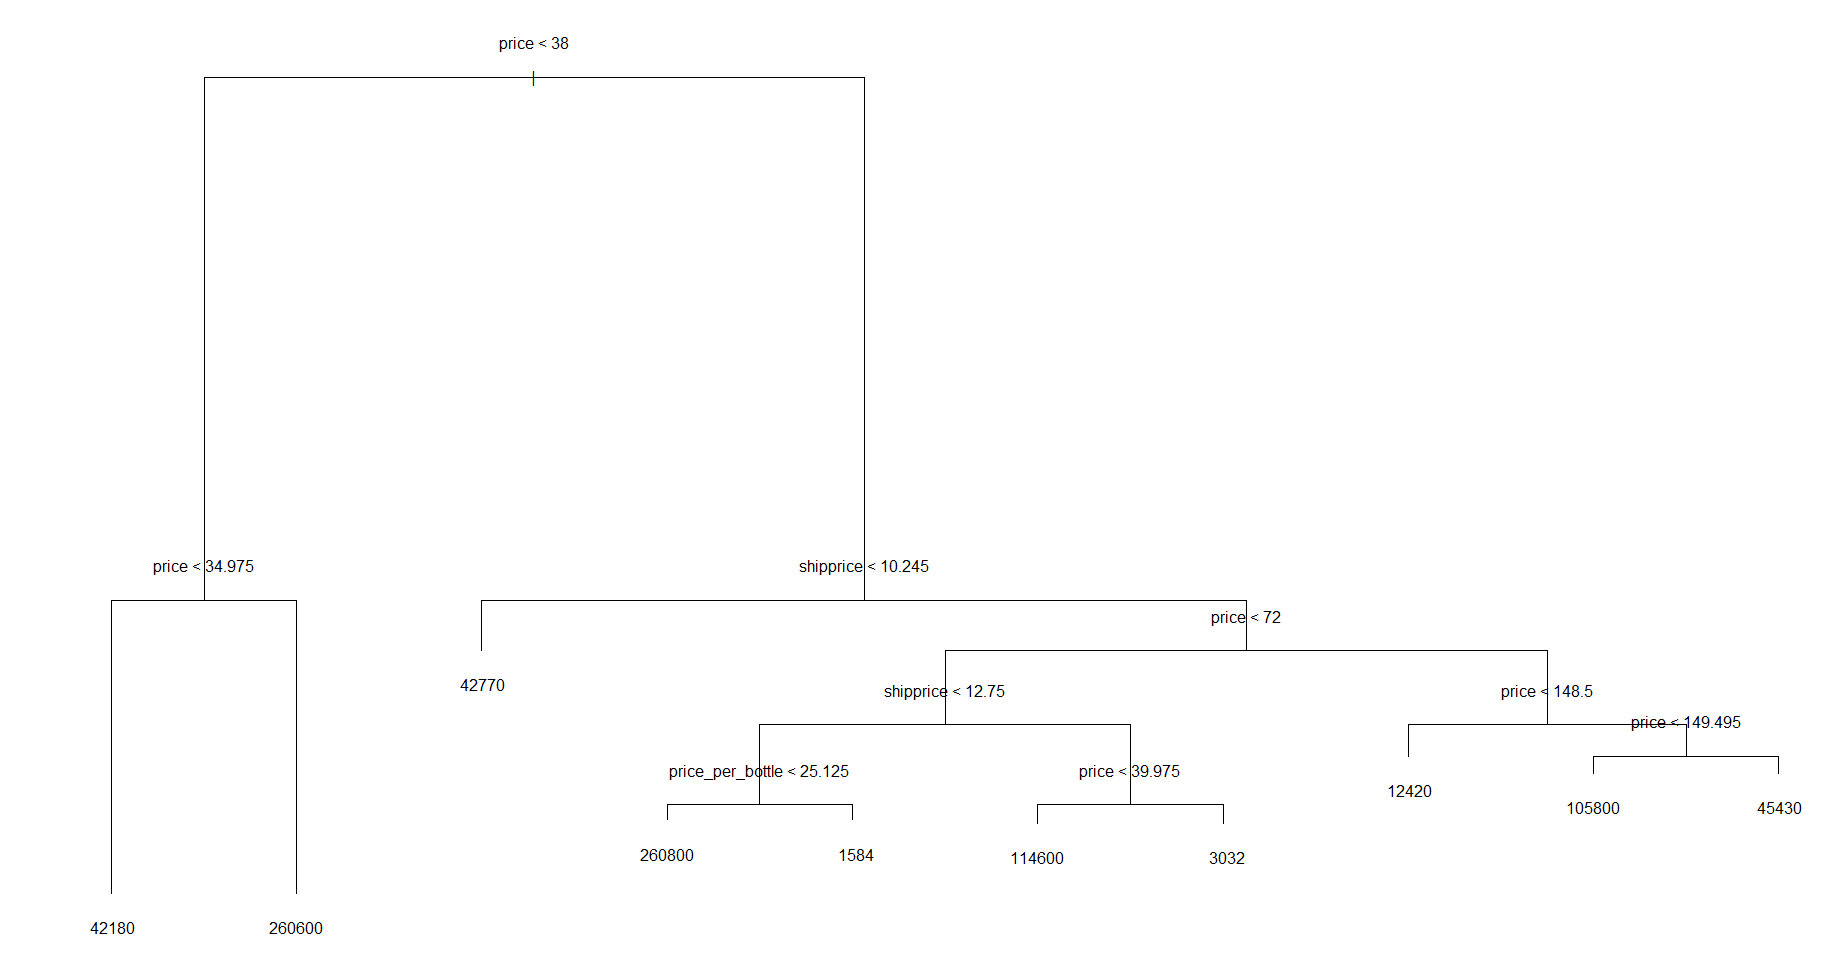 price < 38
price < 34.975
shipprice < 10.245
price < 72
42770
shipprice < 12.75
price < 148.5
price < 149.495
price_per_bottle < 25.125
price < 39.975
12420
105800
45430
260800
1584
114600
3032
42180
260600